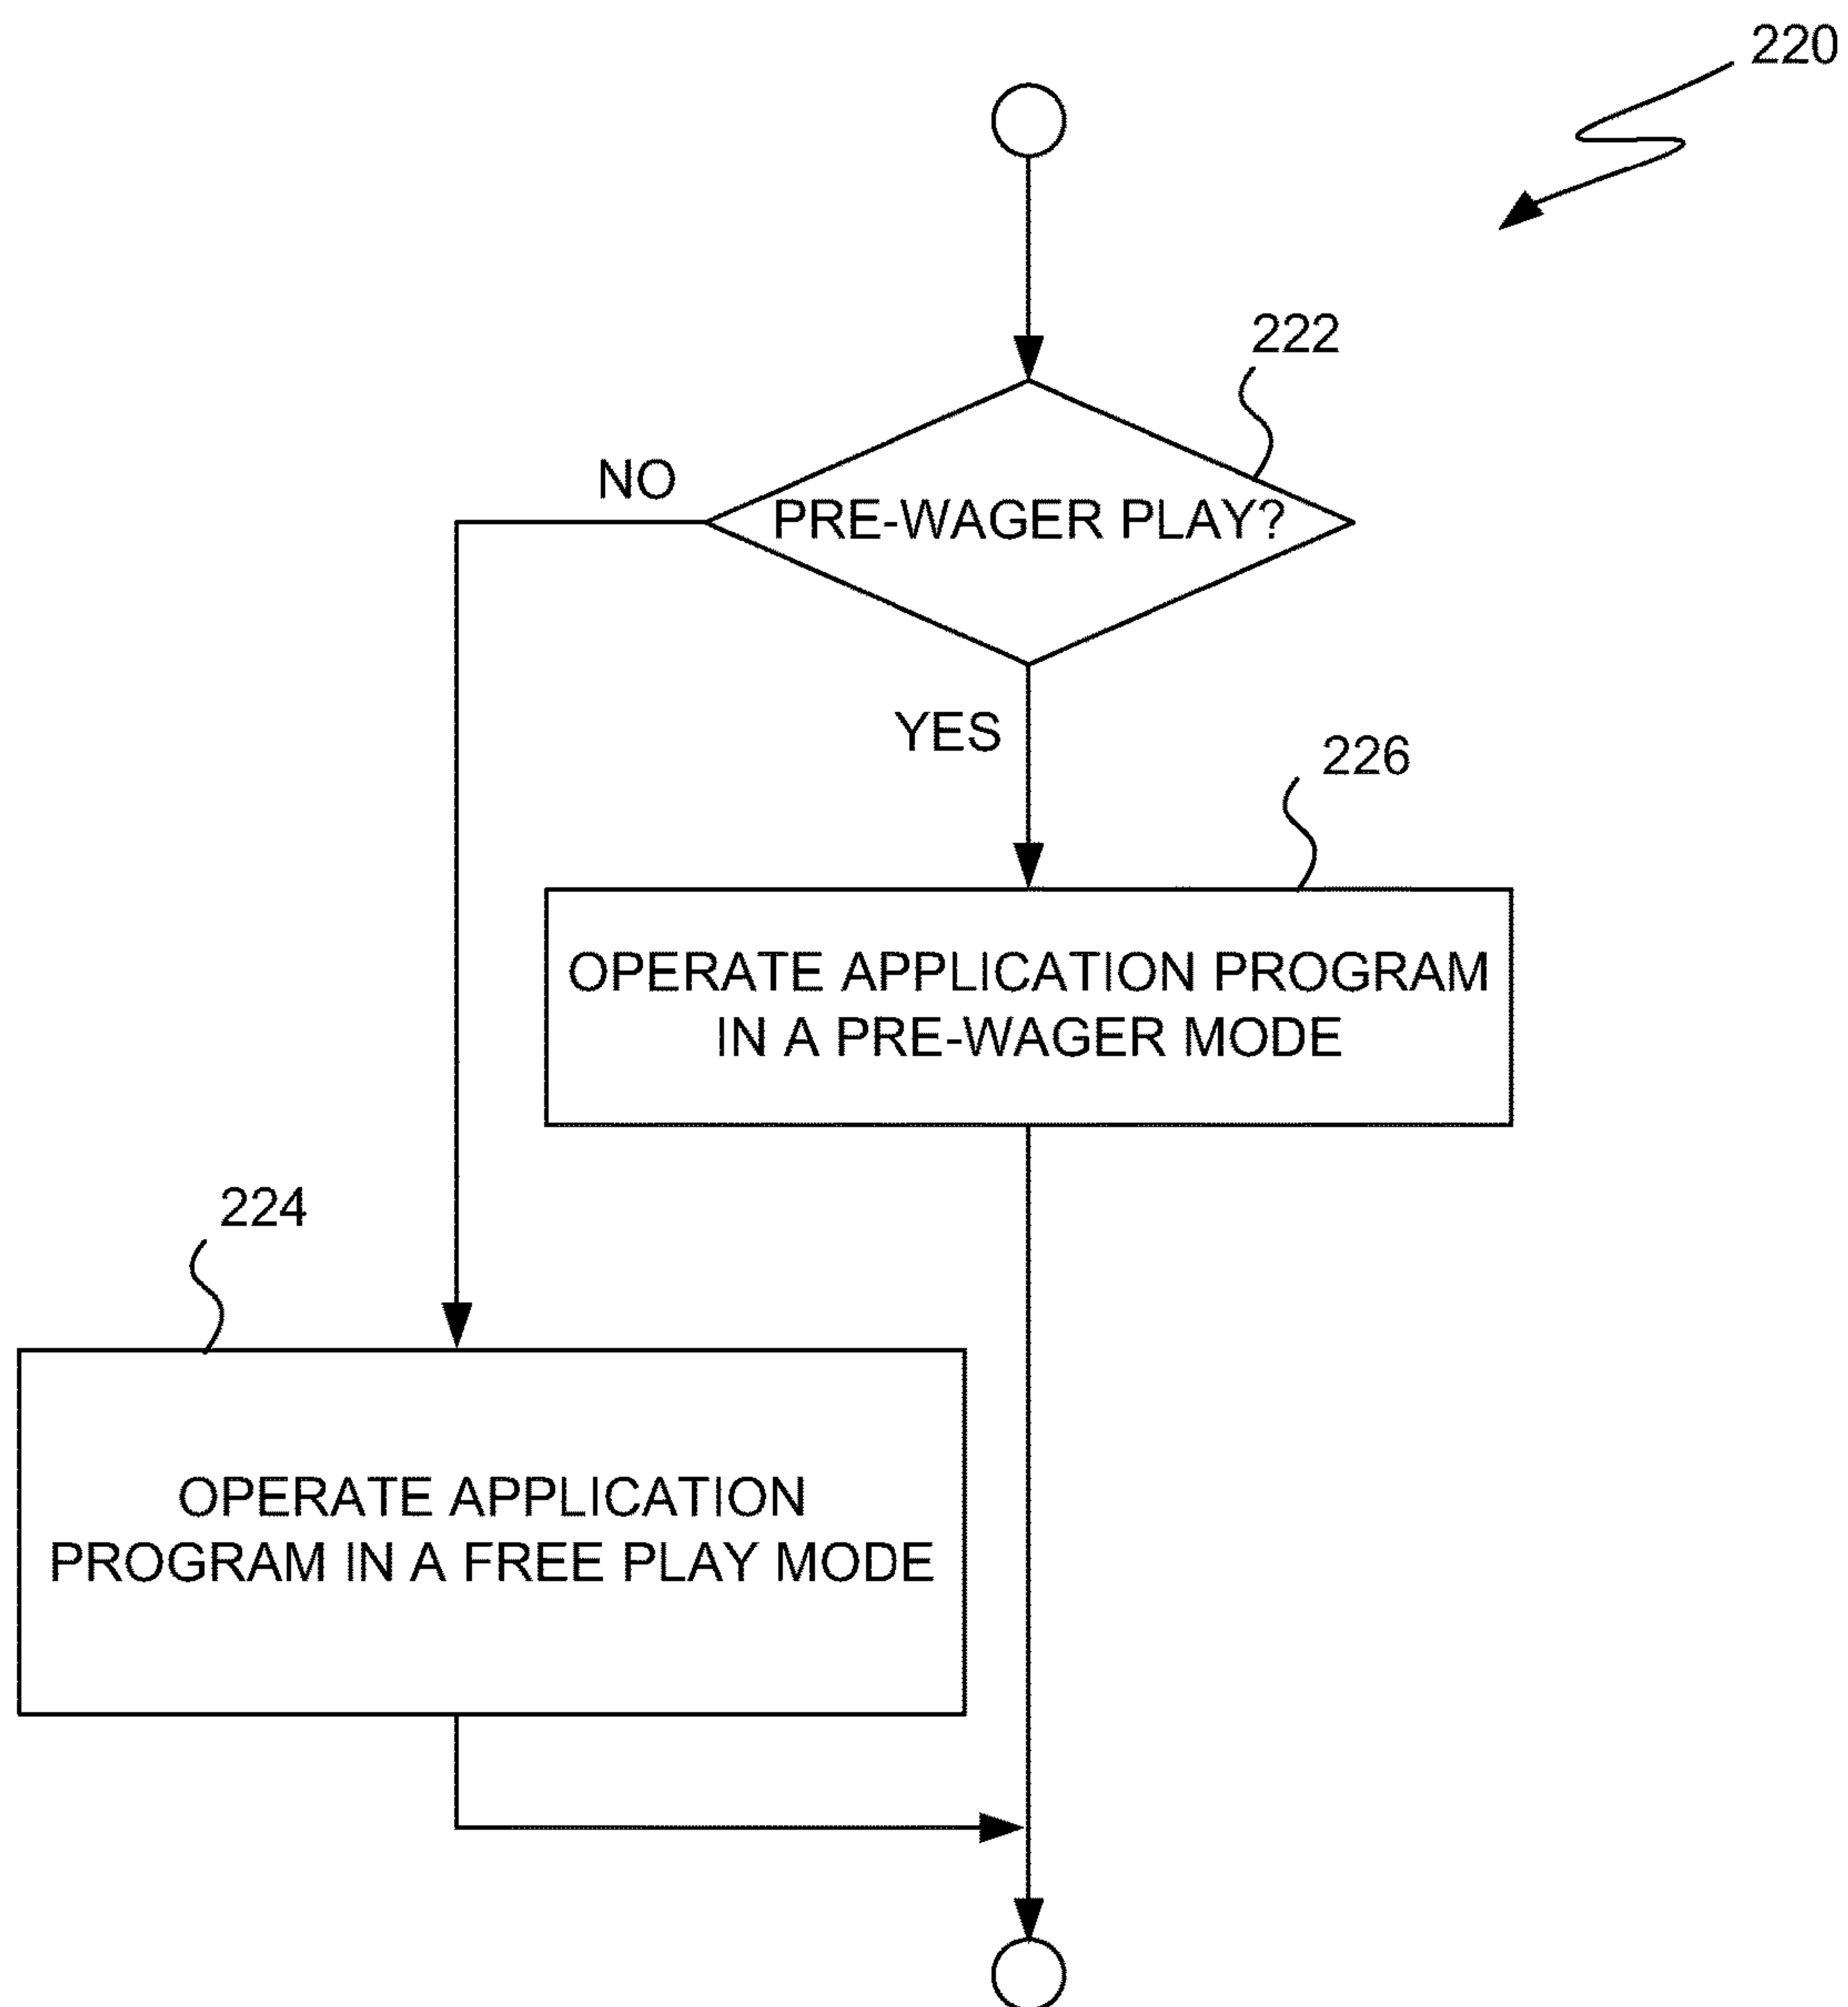 220
222
NO
PRE-WAGER PLAY?
YES
226
OPERATE APPLICATION PROGRAM
IN A PRE-WAGER MODE
224
OPERATE APPLICATION
PROGRAM IN A FREE PLAY MODE